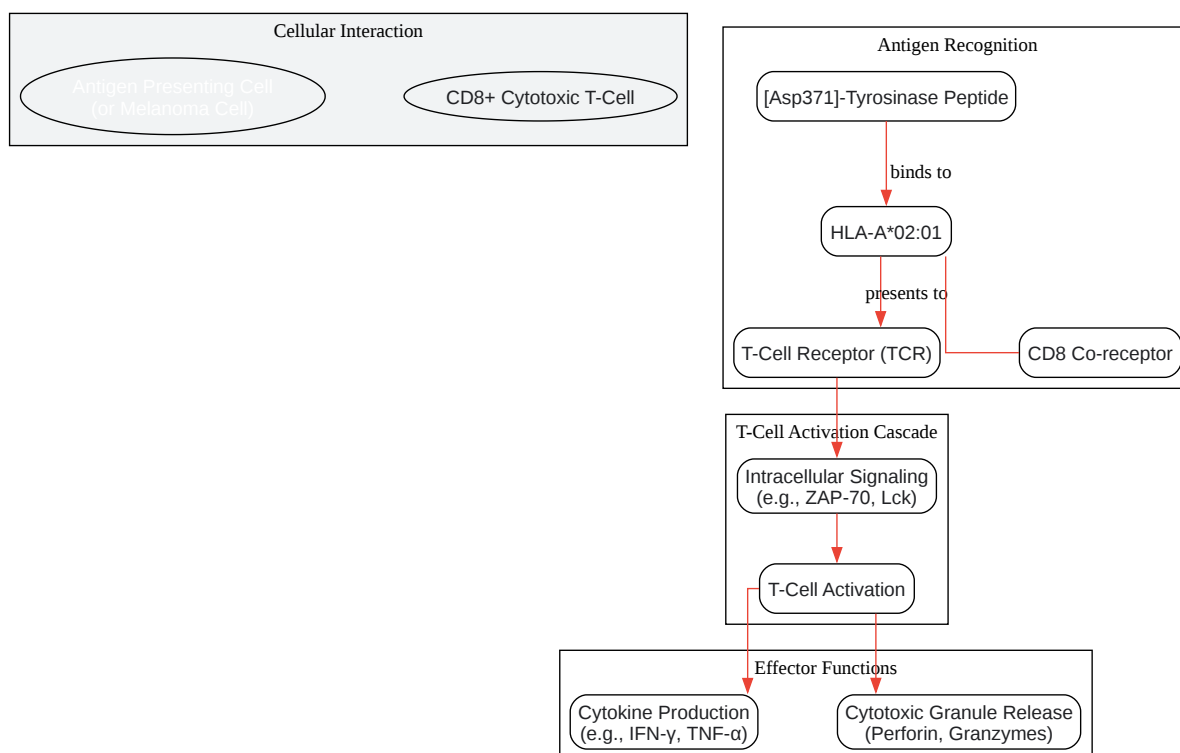 Cellular Interaction
Antigen Presenting Cell
(or Melanoma Cell)
CD8+ Cytotoxic T-Cell
Antigen Recognition
[Asp371]-Tyrosinase Peptide
binds to
HLA-A*02:01
presents to
T-Cell Receptor (TCR)
CD8 Co-receptor
T-Cell Activation Cascade
Intracellular Signaling
(e.g., ZAP-70, Lck)
T-Cell Activation
Effector Functions
Cytokine Production
(e.g., IFN-γ, TNF-α)
Cytotoxic Granule Release
(Perforin, Granzymes)